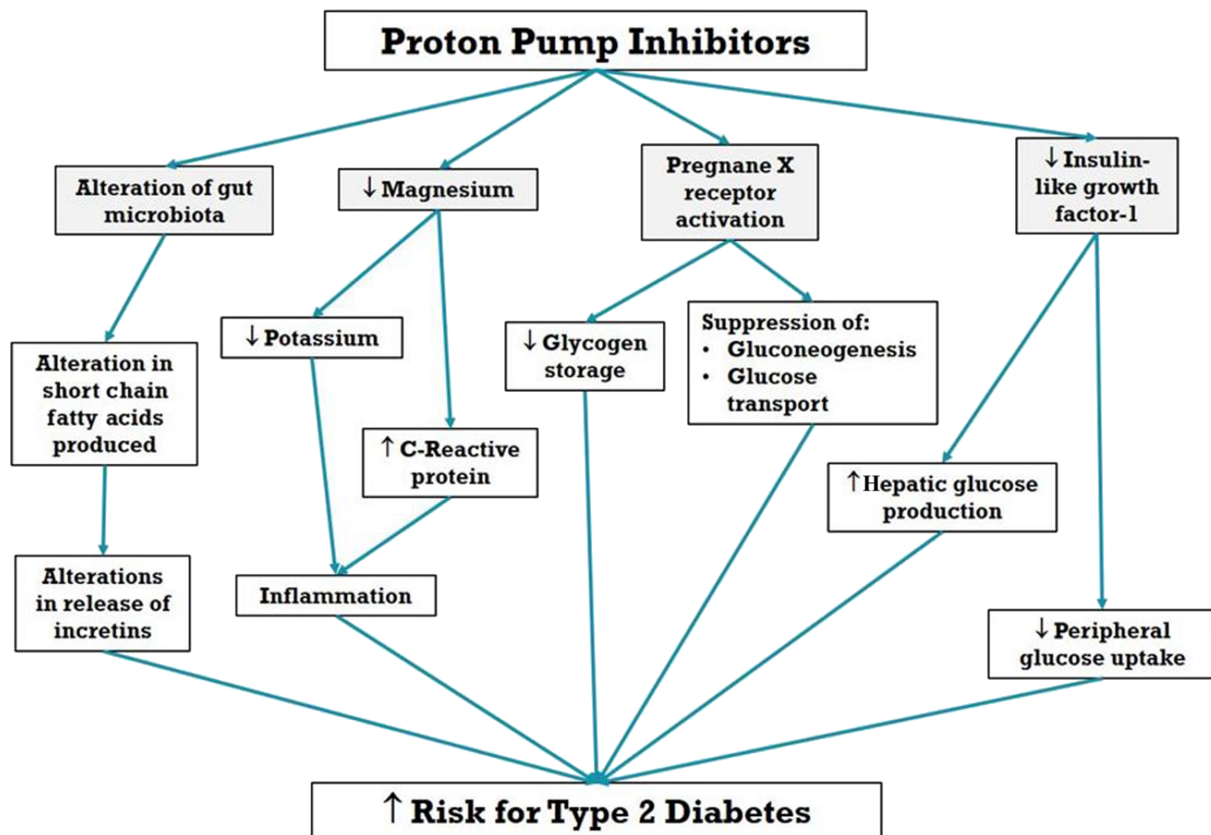 Proton Pump Inhibitors
Alteration of gut
microbiota
↓ Magnesium
Pregnane X
receptor
activation
↓ Insulin-
like growth
factor-1
↓ Potassium
↓ Glycogen
storage
Suppression of:
• Gluconeogenesis
• Glucose
transport
Alteration in
short chain
fatty acids
produced
↑ C-Reactive
protein
↑ Hepatic glucose
production
Alterations
in release of
incretins
Inflammation
↓ Peripheral
glucose uptake
↑ Risk for Type 2 Diabetes